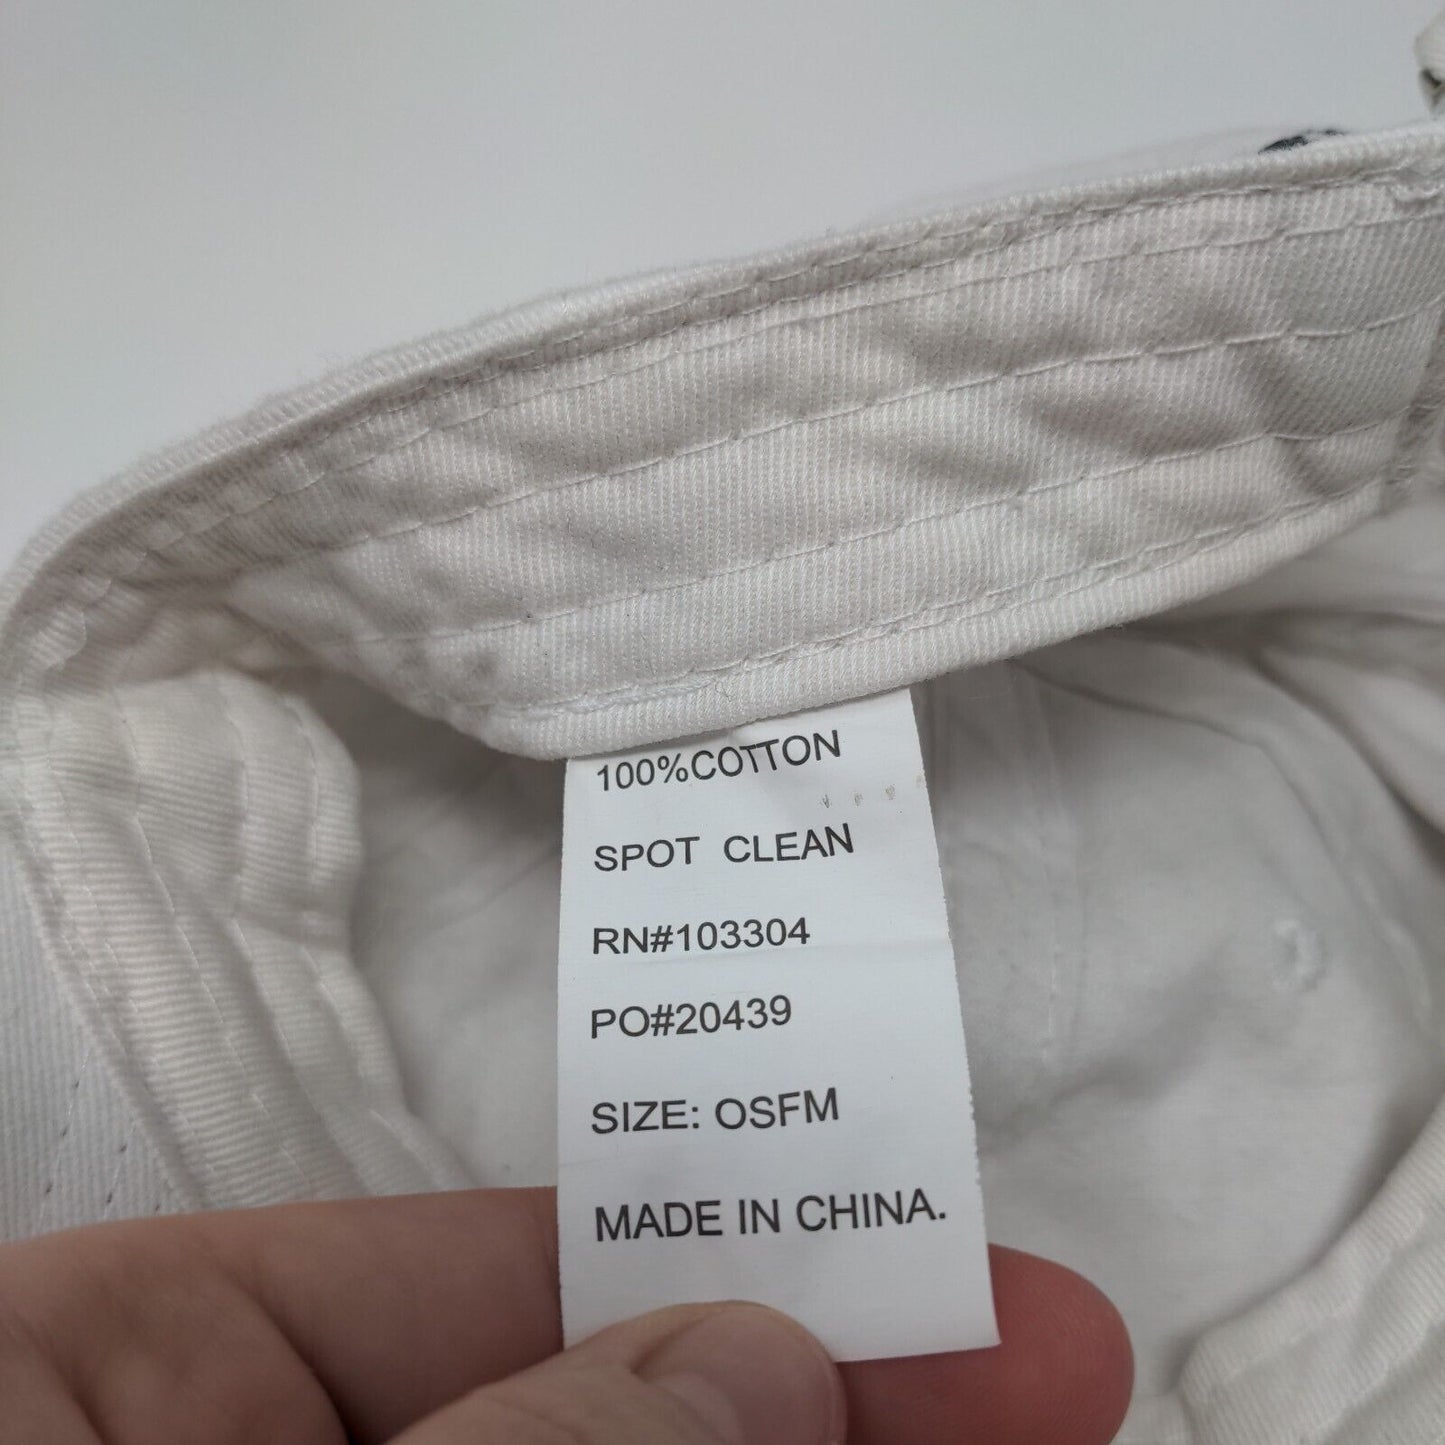 100%COTTON
SPOT CLEAN
RN#103304
PO#20439
SIZE: OSFM
MADE IN CHINA.